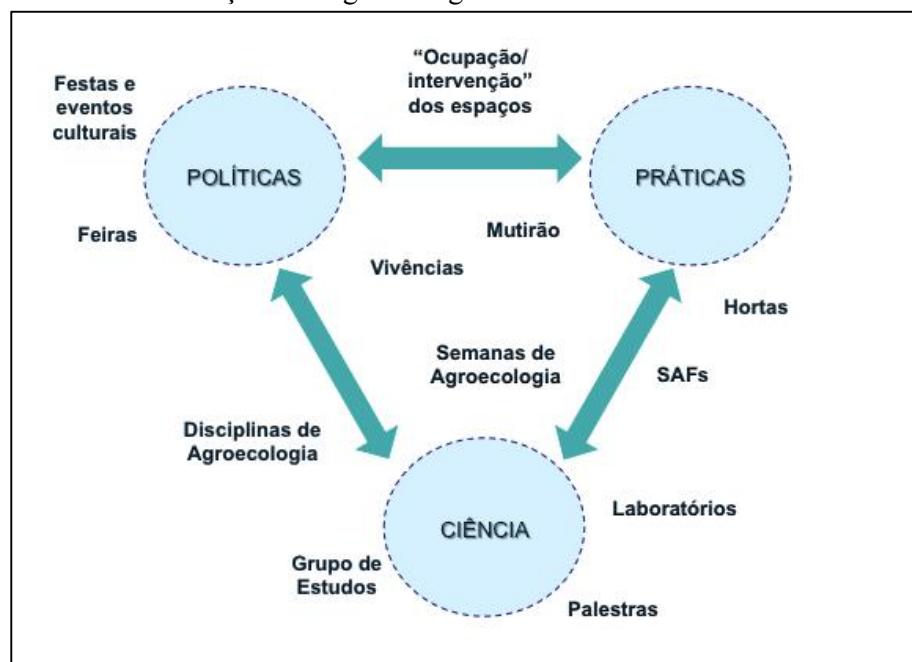 “Ocupação/
intervenção”
dos espaços
Festas e
eventos
culturais
POLÍTICAS
PRÁTICAS
Feiras
Mutirão
Vivências
Hortas
Semanas de
Agroecologia
SAFs
Disciplinas de
Agroecologia
Laboratórios
CIÊNCIA
Grupo de
Estudos
Palestras